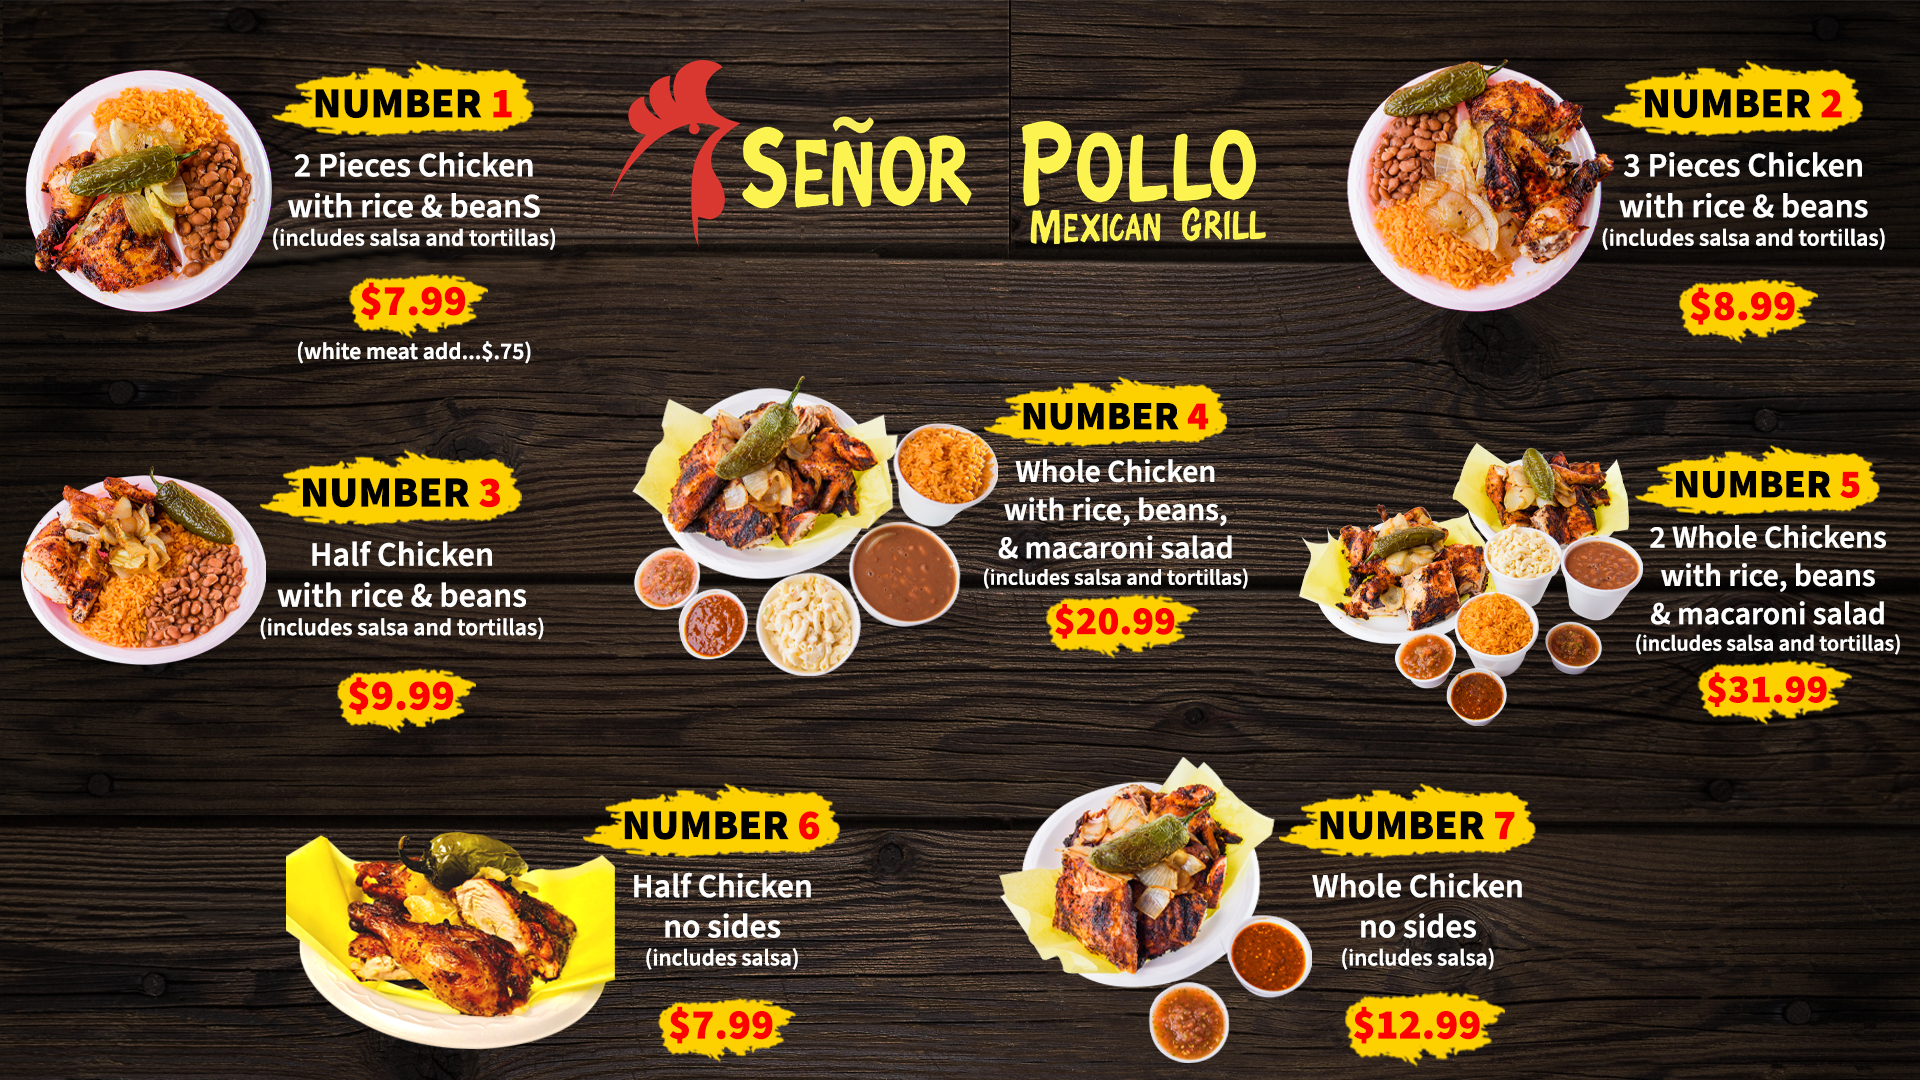 NUMBER 1
2 Pieces Chicken
with rice & beanS
(includes salsa and tortillas)
$7.99
(white meat add...$.75)
SEÑOR POLLO
MEXICAN GRILL
NUMBER 2
3 Pieces Chicken
with rice & beans
(includes salsa and tortillas)
$8.99
NUMBER 3
Half Chicken
with rice & beans
(includes salsa and tortillas)
$9.99
NUMBER 4
Whole Chicken
with rice, beans,
& macaroni salad
(includes salsa and tortillas)
$20.99
NUMBER 5
2 Whole Chickens
with rice, beans
& macaroni salad
(includes salsa and tortillas)
$31.99
NUMBER 6
Half Chicken
no sides
(includes salsa)
$7.99
NUMBER 7
Whole Chicken
no sides
(includes salsa)
$12.99